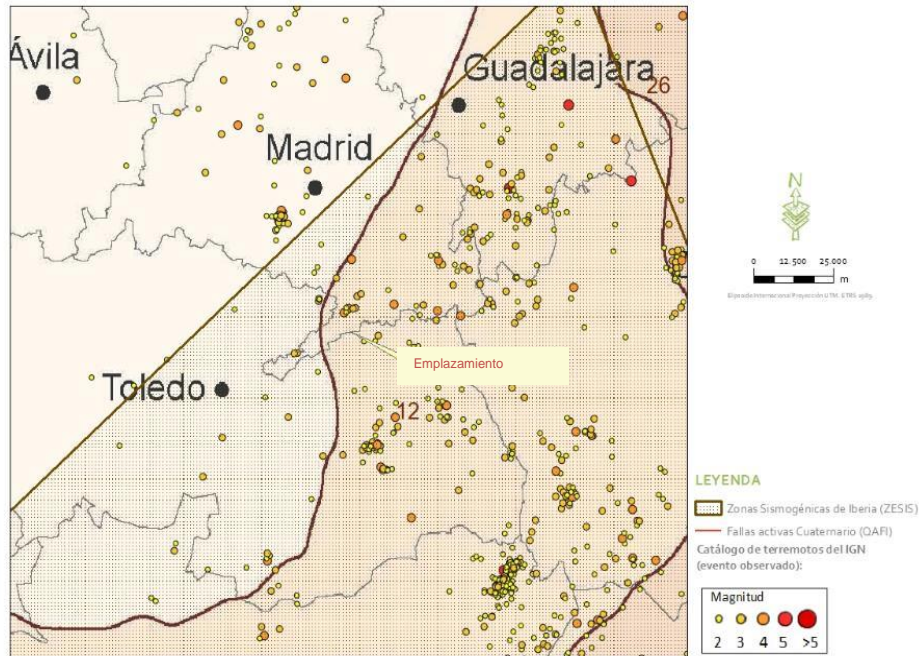 Ávila
Guadalajara
26
Madrid
Emplazamiento
Toledo
12
N
0 12.500 25.000
m
LEYENDA
Zonas Sismogénicas de Iberia (ZESIS)
Fallas activas Cuaternario (QAFI)
Catálogo de terremotos del IGN
(evento observado):
Magnitud
2 3 4 5 >5